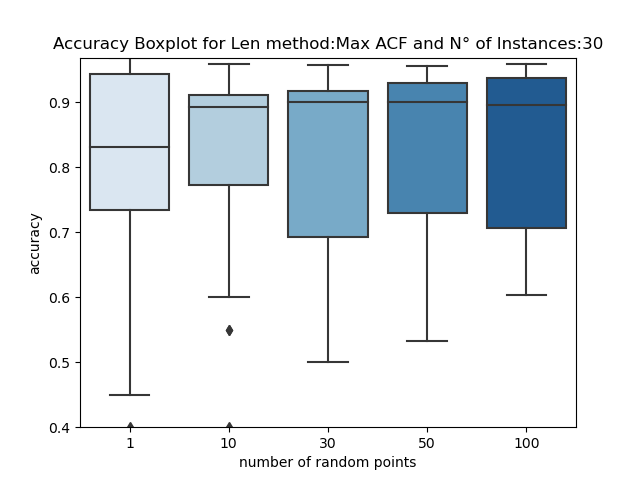 Accuracy Boxplot for Len method:Max ACF and N° of Instances:30
accuracy
0.9
0.8
0.7
0.6
0.5
0.4
1 10 30 50 100
number of random points